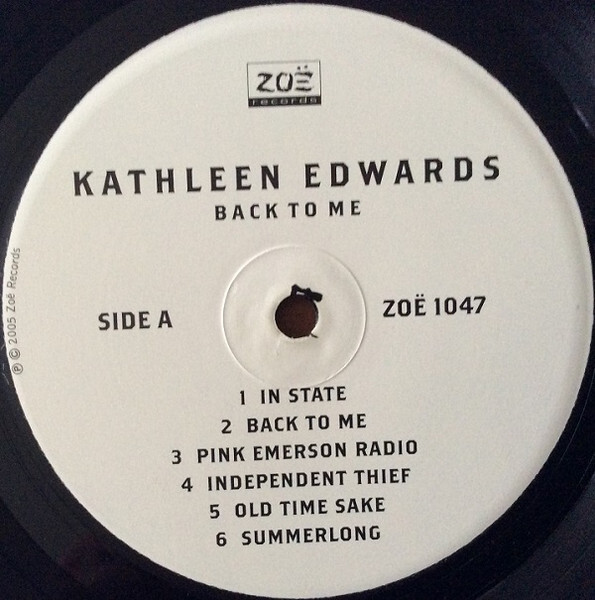 ZOË
records
KATHLEEN EDWARDS
BACK TO ME
SIDE A
ZOË 1047
℗ © 2005 Zoë Records
1 IN STATE
2 BACK TO ME
3 PINK EMERSON RADIO
4 INDEPENDENT THIEF
5 OLD TIME SAKE
6 SUMMERLONG